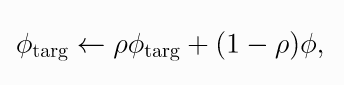 ϕ_targ ← ρϕ_targ + (1 − ρ)ϕ,